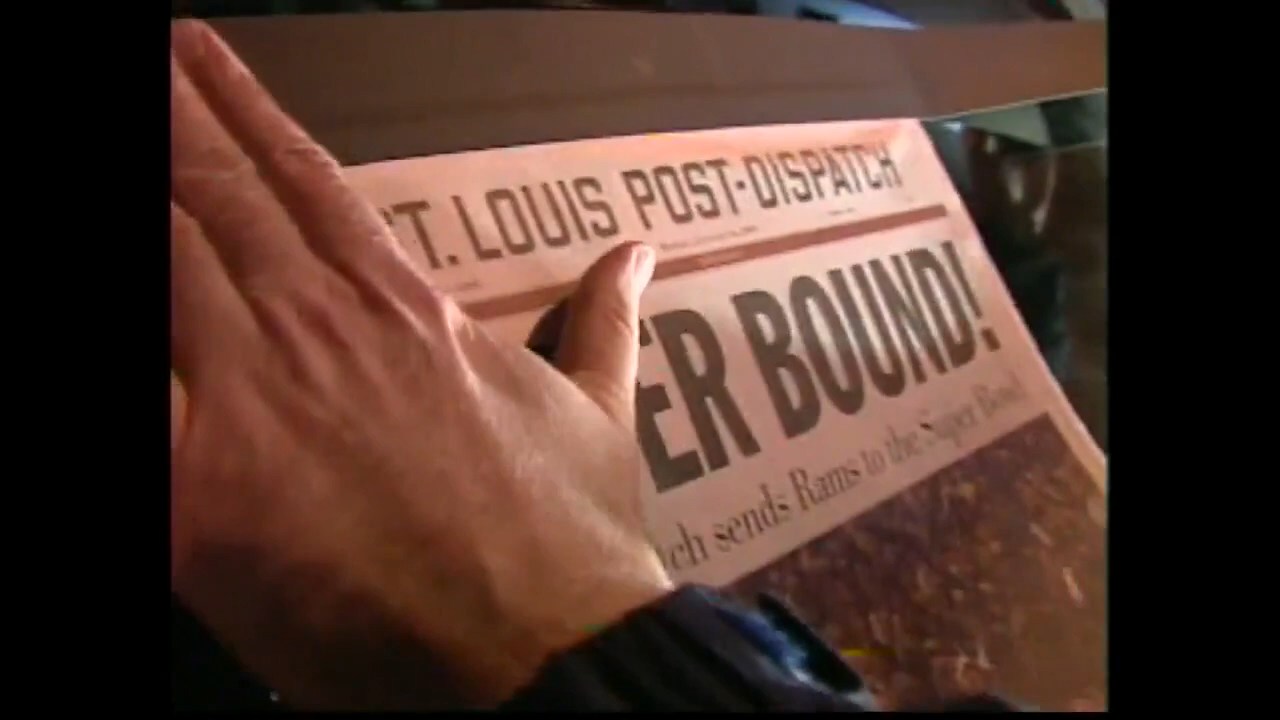 T. LOUIS POST-DISPATCH
ER BOUND!
tch sends Rams to the Super Bowl